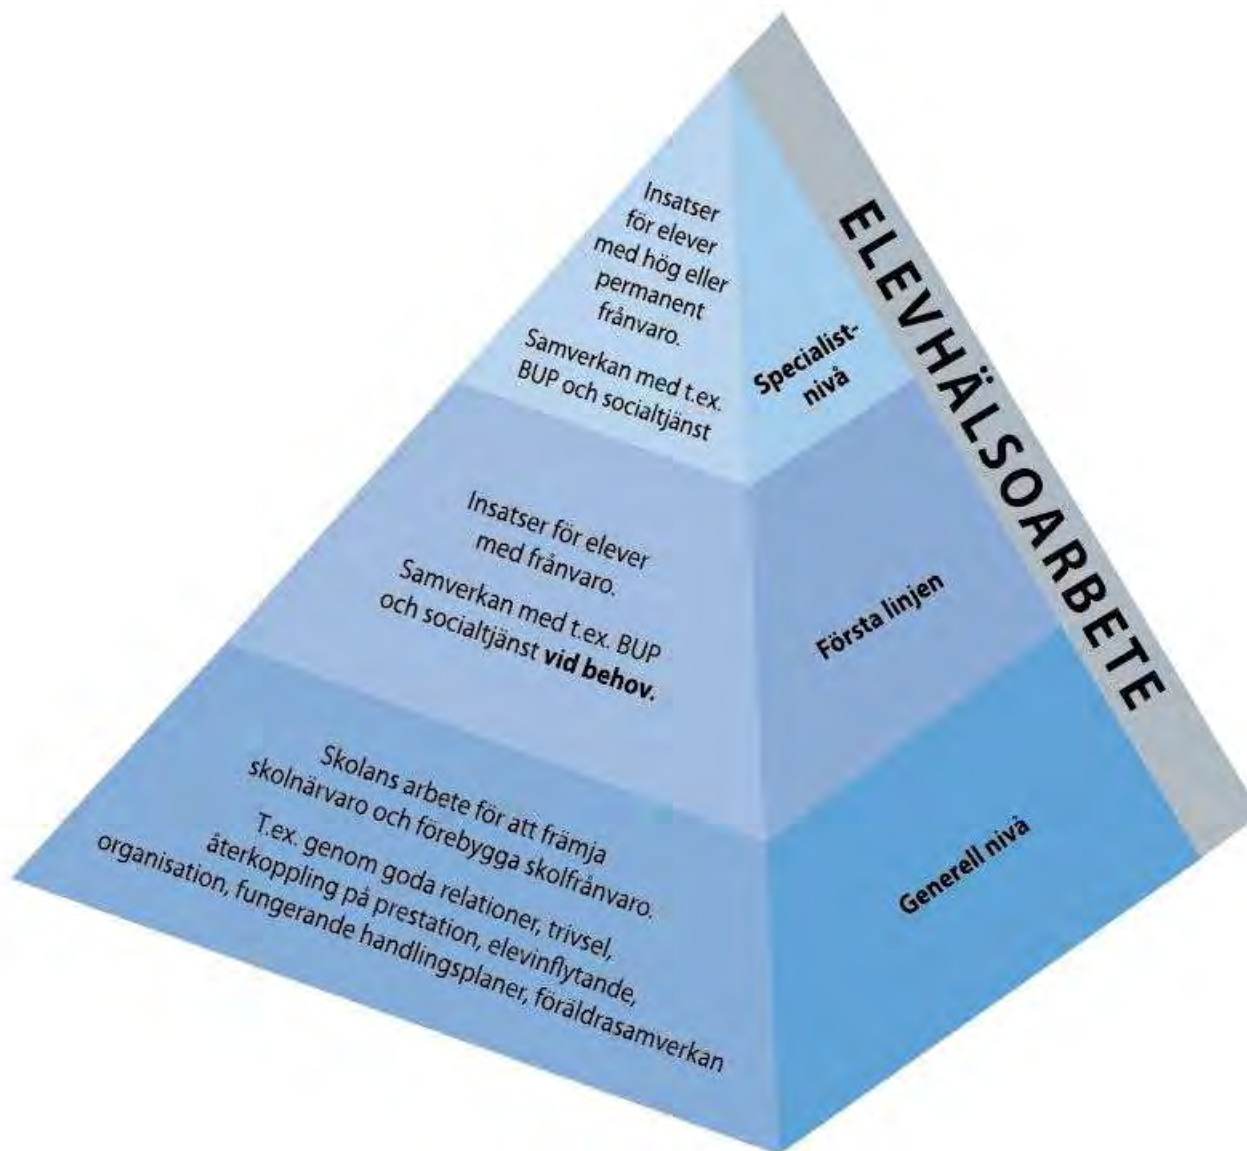 Insatser
för elever
med hög eller
permanent
frånvaro.
Samverkan med t.ex.
BUP och socialtjänst
Specialist-
nivå
ELEVHÄLSOARBETE
Insatser för elever
med frånvaro.
Samverkan med t.ex. BUP
och socialtjänst vid behov.
Första linjen
Skolans arbete för att främja
skolnärvaro och förebygga skolfrånvaro.
T.ex. genom goda relationer, trivsel,
återkoppling på prestation, elevinflytande,
organisation, fungerande handlingsplaner, föräldrasamverkan
Generell nivå